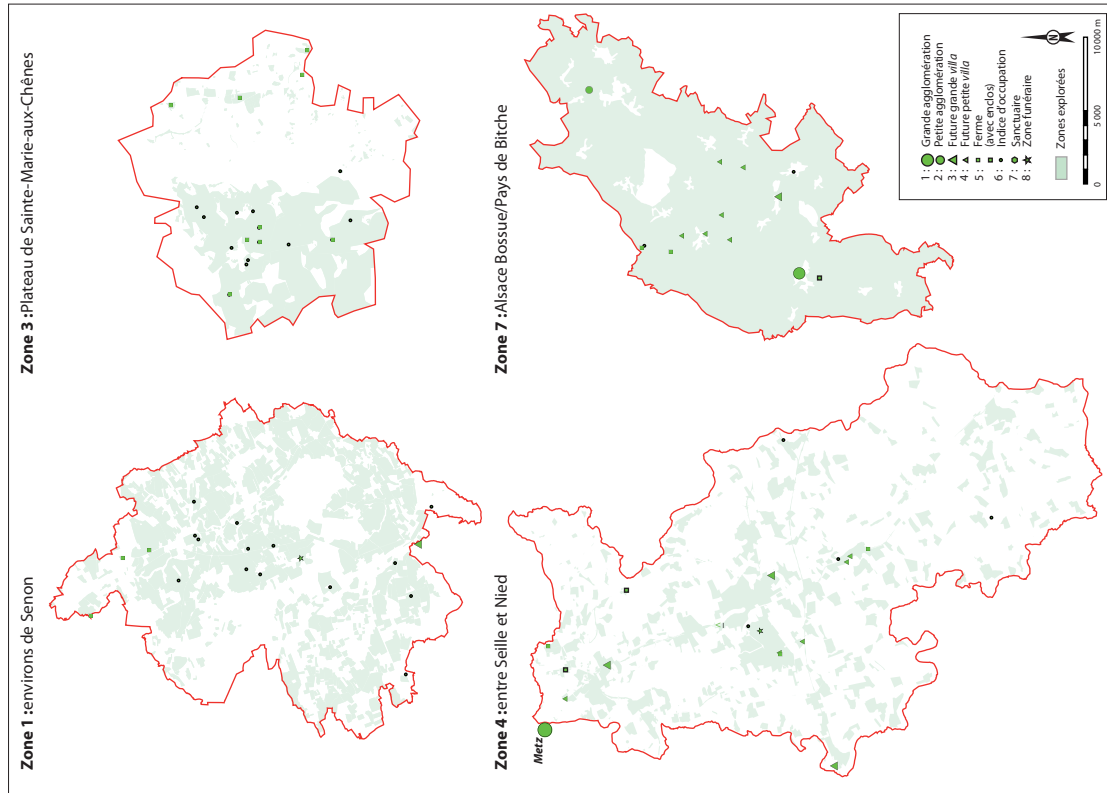 Zone 1 :environs de Senon
Zone 3 :Plateau de Sainte-Marie-aux-Chênes
Zone 4 :entre Seille et Nied
Metz
Zone 7 :Alsace Bossue/Pays de Bitche
1 : Grande agglomération
2 : Petite agglomération
3 : Future grande villa
4 : Future petite villa
5 : Ferme
(avec enclos)
6 : Indice d'occupation
7 : Sanctuaire
8 : Zone funéraire
Zones explorées
N
0 5 000 10 000 m